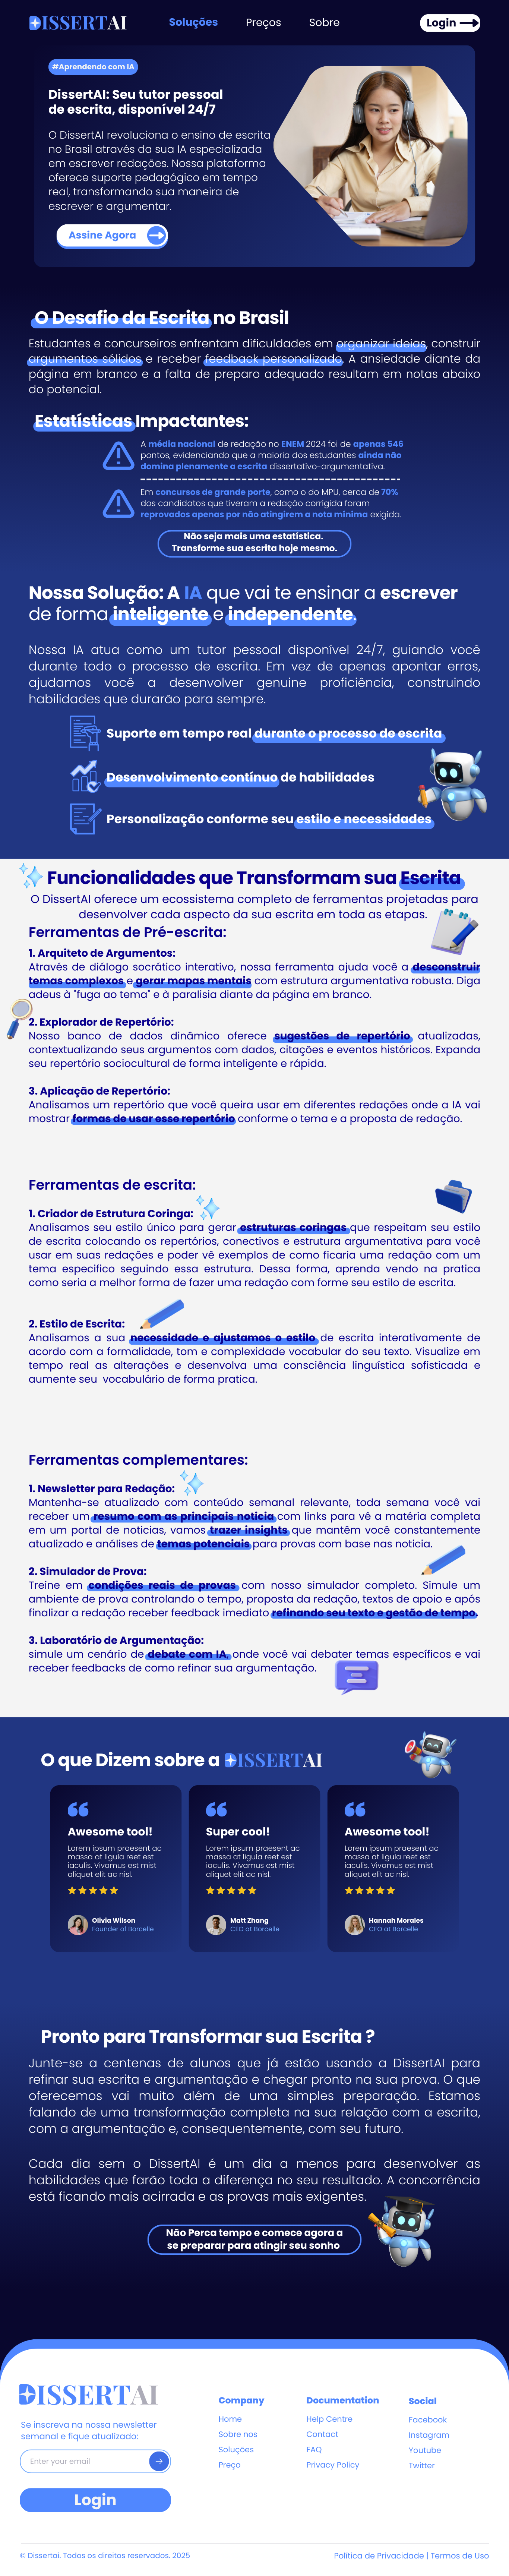 DISSERTAI
Soluções
Preços
Sobre
Login
#Aprendendo com IA
DissertAI: Seu tutor pessoal
de escrita, disponível 24/7
O DissertAI revoluciona o ensino de escrita
no Brasil através da sua IA especializada
em escrever redações. Nossa plataforma
oferece suporte pedagógico em tempo
real, transformando sua maneira de
escrever e argumentar.
Assine Agora
O Desafio da Escrita no Brasil
Estudantes e concurseiros enfrentam dificuldades em organizar ideias, construir
argumentos sólidos e receber feedback personalizado. A ansiedade diante da
página em branco e a falta de preparo adequado resultam em notas abaixo
do potencial.
Estatísticas Impactantes:
A média nacional de redação no ENEM 2024 foi de apenas 546
pontos, evidenciando que a maioria dos estudantes ainda não
domina plenamente a escrita dissertativo-argumentativa.
Em concursos de grande porte, como o do MPU, cerca de 70%
dos candidatos que tiveram a redação corrigida foram
reprovados apenas por não atingirem a nota mínima exigida.
Não seja mais uma estatística.
Transforme sua escrita hoje mesmo.
Nossa Solução: A IA que vai te ensinar a escrever
de forma inteligente e independente.
Nossa IA atua como um tutor pessoal disponível 24/7, guiando você
durante todo o processo de escrita. Em vez de apenas apontar erros,
ajudamos você a desenvolver genuine proficiência, construindo
habilidades que durarão para sempre.
Suporte em tempo real durante o processo de escrita
Desenvolvimento contínuo de habilidades
Personalização conforme seu estilo e necessidades
Funcionalidades que Transformam sua Escrita
O DissertAI oferece um ecossistema completo de ferramentas projetadas para
desenvolver cada aspecto da sua escrita em toda as etapas.
Ferramentas de Pré-escrita:
1. Arquiteto de Argumentos:
Através de diálogo socrático interativo, nossa ferramenta ajuda você a desconstruir
temas complexos e gerar mapas mentais com estrutura argumentativa robusta. Diga
adeus à "fuga ao tema" e à paralisia diante da página em branco.
2. Explorador de Repertório:
Nosso banco de dados dinâmico oferece sugestões de repertório atualizadas,
contextualizando seus argumentos com dados, citações e eventos históricos. Expanda
seu repertório sociocultural de forma inteligente e rápida.
3. Aplicação de Repertório:
Analisamos um repertório que você queira usar em diferentes redações onde a IA vai
mostrar formas de usar esse repertório conforme o tema e a proposta de redação.
Ferramentas de escrita:
1. Criador de Estrutura Coringa:
Analisamos seu estilo único para gerar estruturas coringas que respeitam seu estilo
de escrita colocando os repertórios, conectivos e estrutura argumentativa para você
usar em suas redações e poder vê exemplos de como ficaria uma redação com um
tema especifico seguindo essa estrutura. Dessa forma, aprenda vendo na pratica
como seria a melhor forma de fazer uma redação com forme seu estilo de escrita.
2. Estilo de Escrita:
Analisamos a sua necessidade e ajustamos o estilo de escrita interativamente de
acordo com a formalidade, tom e complexidade vocabular do seu texto. Visualize em
tempo real as alterações e desenvolva uma consciência linguística sofisticada e
aumente seu vocabulário de forma pratica.
Ferramentas complementares:
1. Newsletter para Redação:
Mantenha-se atualizado com conteúdo semanal relevante, toda semana você vai
receber um resumo com as principais noticia com links para vê a matéria completa
em um portal de noticias, vamos trazer insights que mantêm você constantemente
atualizado e análises de temas potenciais para provas com base nas noticia.
2. Simulador de Prova:
Treine em condições reais de provas com nosso simulador completo. Simule um
ambiente de prova controlando o tempo, proposta da redação, textos de apoio e após
finalizar a redação receber feedback imediato refinando seu texto e gestão de tempo.
3. Laboratório de Argumentação:
simule um cenário de debate com IA, onde você vai debater temas específicos e vai
receber feedbacks de como refinar sua argumentação.
O que Dizem sobre a DISSERTAI
Awesome tool!
Lorem ipsum praesent ac
massa at ligula reet est
iaculis. Vivamus est mist
aliquet elit ac nisl.
Olivia Wilson
Founder of Borcelle
Super cool!
Lorem ipsum praesent ac
massa at ligula reet est
iaculis. Vivamus est mist
aliquet elit ac nisl.
Matt Zhang
CEO at Borcelle
Awesome tool!
Lorem ipsum praesent ac
massa at ligula reet est
iaculis. Vivamus est mist
aliquet elit ac nisl.
Hannah Morales
CFO at Borcelle
Pronto para Transformar sua Escrita ?
Junte-se a centenas de alunos que já estão usando a DissertAI para
refinar sua escrita e argumentação e chegar pronto na sua prova. O que
oferecemos vai muito além de uma simples preparação. Estamos
falando de uma transformação completa na sua relação com a escrita,
com a argumentação e, consequentemente, com seu futuro.
Cada dia sem o DissertAI é um dia a menos para desenvolver as
habilidades que farão toda a diferença no seu resultado. A concorrência
está ficando mais acirrada e as provas mais exigentes.
Não Perca tempo e comece agora a
se preparar para atingir seu sonho
DISSERTAI
Se inscreva na nossa newsletter
semanal e fique atualizado:
Enter your email
Login
Company
Home
Sobre nos
Soluções
Preço
Documentation
Help Centre
Contact
FAQ
Privacy Policy
Social
Facebook
Instagram
Youtube
Twitter
© Dissertai. Todos os direitos reservados. 2025
Política de Privacidade | Termos de Uso